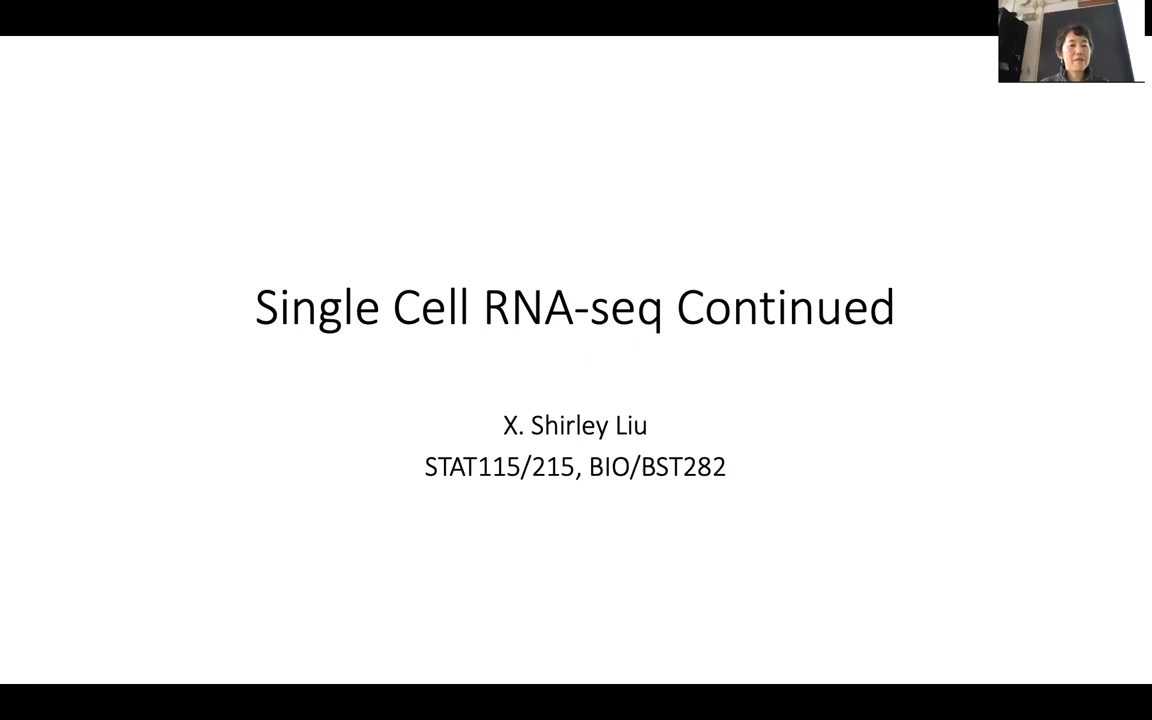 Single Cell RNA-seq Continued
X. Shirley Liu
STAT115/215, BIO/BST282